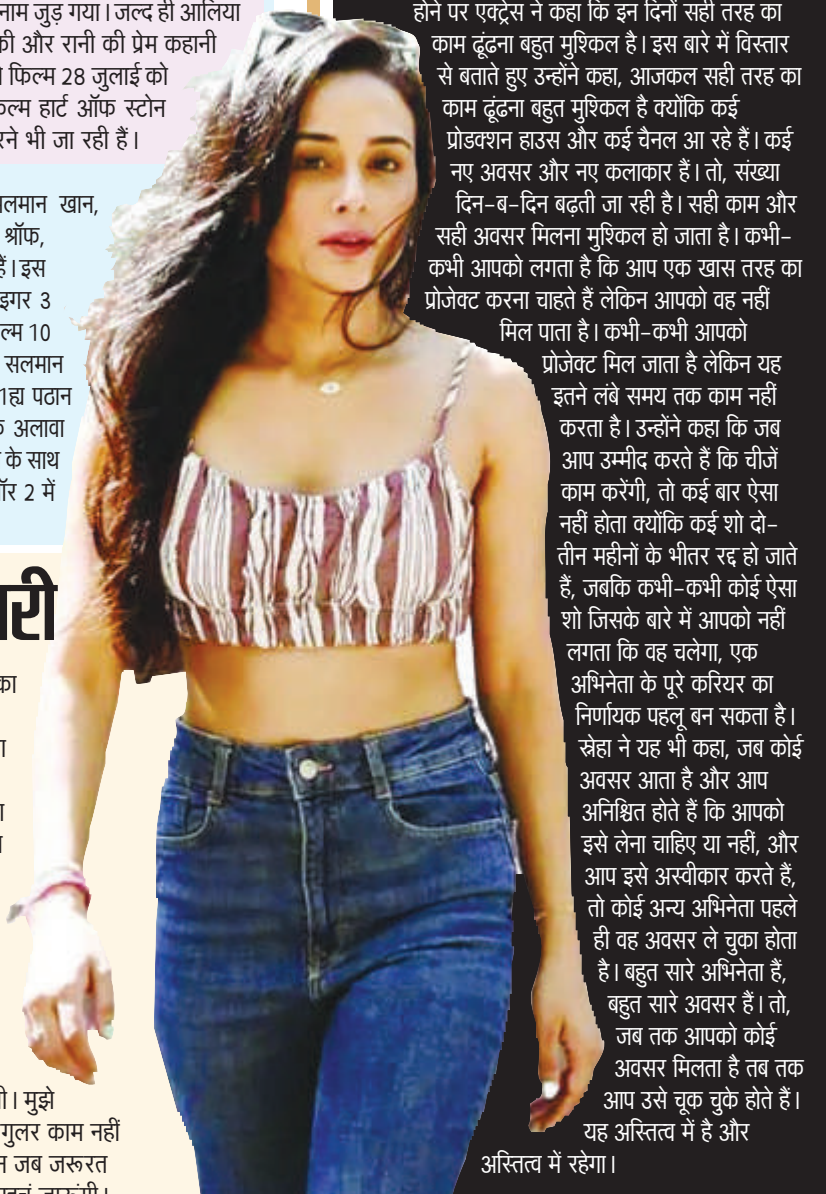 नाम जुड़ गया। जल्द ही आलिया
की और रानी की प्रेम कहानी
फिल्म 28 जुलाई को
फिल्म हार्ट ऑफ स्टोन
रने भी जा रही हैं।
लमान खान,
श्रॉफ,
हैं। इस
इगर 3
ल्म 10
सलमान
1ह्य पठान
अलावा
के साथ
ॉर 2 में
री
का
ी। मुझे
गुलर काम नहीं
न जब जरूरत
होने पर एक्ट्रेस ने कहा कि इन दिनों सही तरह का
काम ढूंढना बहुत मुश्किल है। इस बारे में विस्तार
से बताते हुए उन्होंने कहा, आजकल सही तरह का
काम ढूंढना बहुत मुश्किल है क्योंकि कई
प्रोडक्शन हाउस और कई चैनल आ रहे हैं। कई
नए अवसर और नए कलाकार हैं। तो, संख्या
दिन-ब-दिन बढ़ती जा रही है। सही काम और
सही अवसर मिलना मुश्किल हो जाता है। कभी-
कभी आपको लगता है कि आप एक खास तरह का
प्रोजेक्ट करना चाहते हैं लेकिन आपको वह नहीं
मिल पाता है। कभी-कभी आपको
प्रोजेक्ट मिल जाता है लेकिन यह
इतने लंबे समय तक काम नहीं
करता है। उन्होंने कहा कि जब
आप उम्मीद करते हैं कि चीजें
काम करेंगी, तो कई बार ऐसा
नहीं होता क्योंकि कई शो दो-
तीन महीनों के भीतर रद्द हो जाते
हैं, जबकि कभी-कभी कोई ऐसा
शो जिसके बारे में आपको नहीं
लगता कि वह चलेगा, एक
अभिनेता के पूरे करियर का
निर्णायक पहलू बन सकता है।
स्नेहा ने यह भी कहा, जब कोई
अवसर आता है और आप
अनिश्चित होते हैं कि आपको
इसे लेना चाहिए या नहीं, और
आप इसे अस्वीकार करते हैं,
तो कोई अन्य अभिनेता पहले
ही वह अवसर ले चुका होता
है। बहुत सारे अभिनेता हैं,
बहुत सारे अवसर हैं। तो,
जब तक आपको कोई
अवसर मिलता है तब तक
आप उसे चूक चुके होते हैं।
यह अस्तित्व में है और
अस्तित्व में रहेगा।